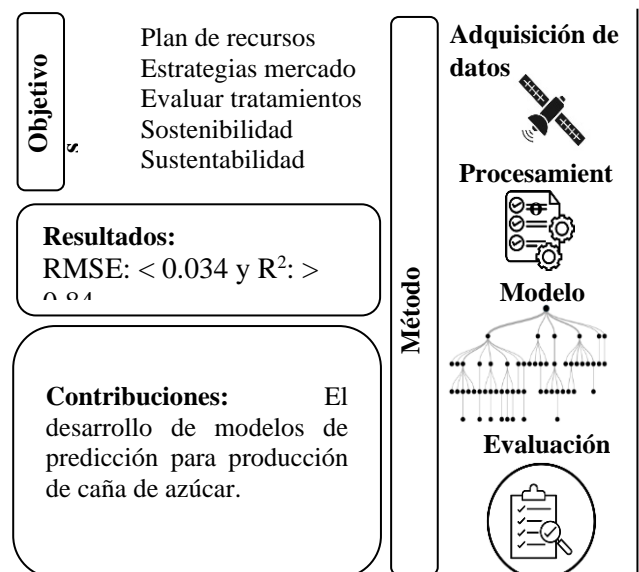 Objetivo
s
Plan de recursos
Estrategias mercado
Evaluar tratamientos
Sostenibilidad
Sustentabilidad
Resultados:
RMSE: < 0.034 y R²: >
Contribuciones: El
desarrollo de modelos de
predicción para producción
de caña de azúcar.
Método
Adquisición de
datos
Procesamient
o
Modelo
Evaluación